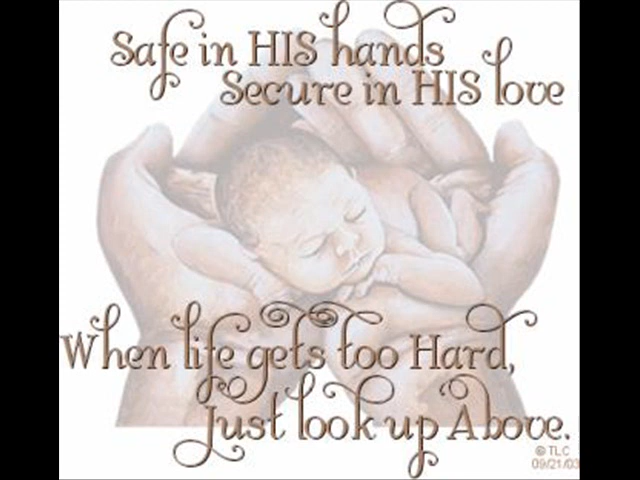 Safe in HIS hands
Secure in HIS love
When life gets too Hard,
Just look up Above.
© TLC
09/21/03